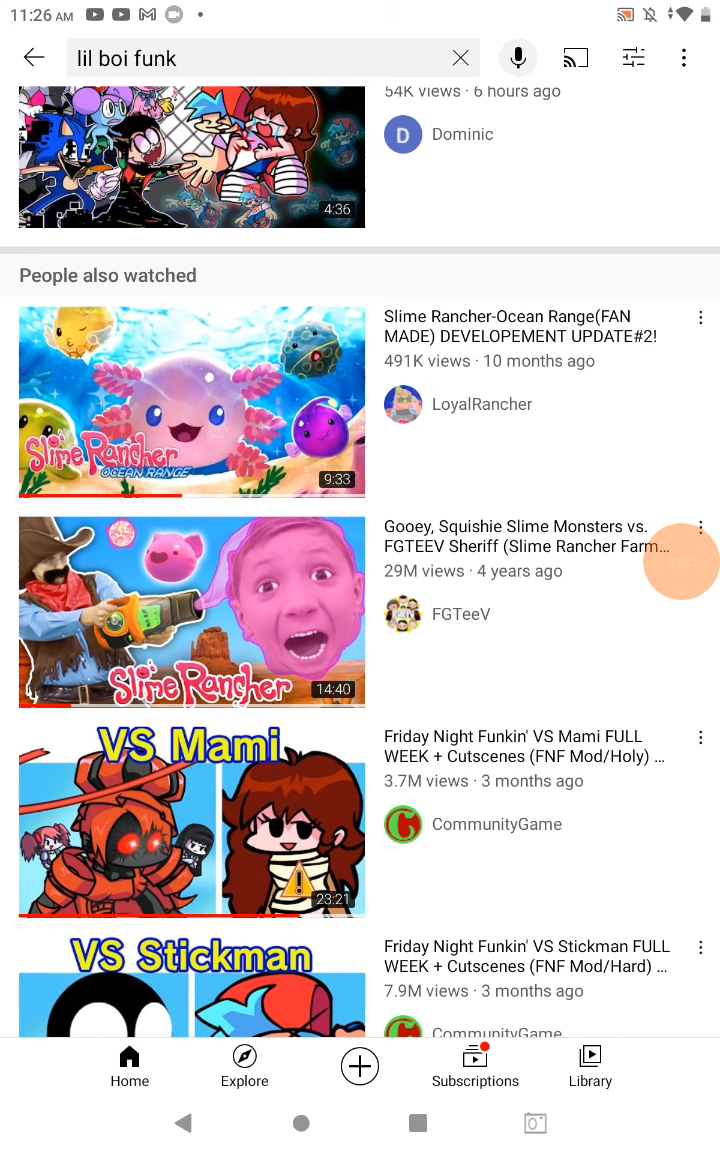 11:26 AM
lil boi funk
54K views · 6 hours ago
D Dominic
4:36
People also watched
Slime Rancher-Ocean Range(FAN
MADE) DEVELOPEMENT UPDATE#2!
491K views · 10 months ago
LoyalRancher
Slime Rancher
OCEAN RANGE
9:33
Gooey, Squishie Slime Monsters vs.
FGTEEV Sheriff (Slime Rancher Farm...
29M views · 4 years ago
FGTeeV
Slime Rancher
14:40
VS Mami
Friday Night Funkin' VS Mami FULL
WEEK + Cutscenes (FNF Mod/Holy) ...
3.7M views · 3 months ago
C CommunityGame
23:21
VS Stickman
Friday Night Funkin' VS Stickman FULL
WEEK + Cutscenes (FNF Mod/Hard) ...
7.9M views · 3 months ago
CommunityGame
Home
Explore
Subscriptions
Library